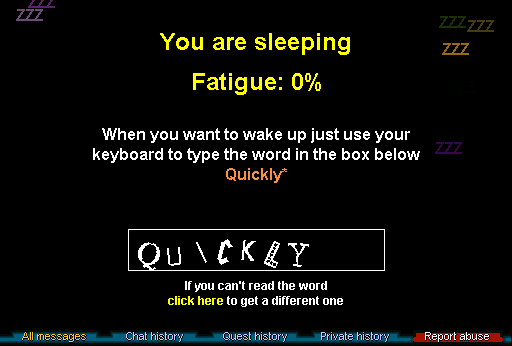 ZZZ
ZZZ
ZZZ ZZZ
ZZZ
You are sleeping
Fatigue: 0%
When you want to wake up just use your
keyboard to type the word in the box below
ZZZ
Quickly*
QUICKLY
If you can't read the word
click here to get a different one
All messages Chat history Quest history Private history Report abuse